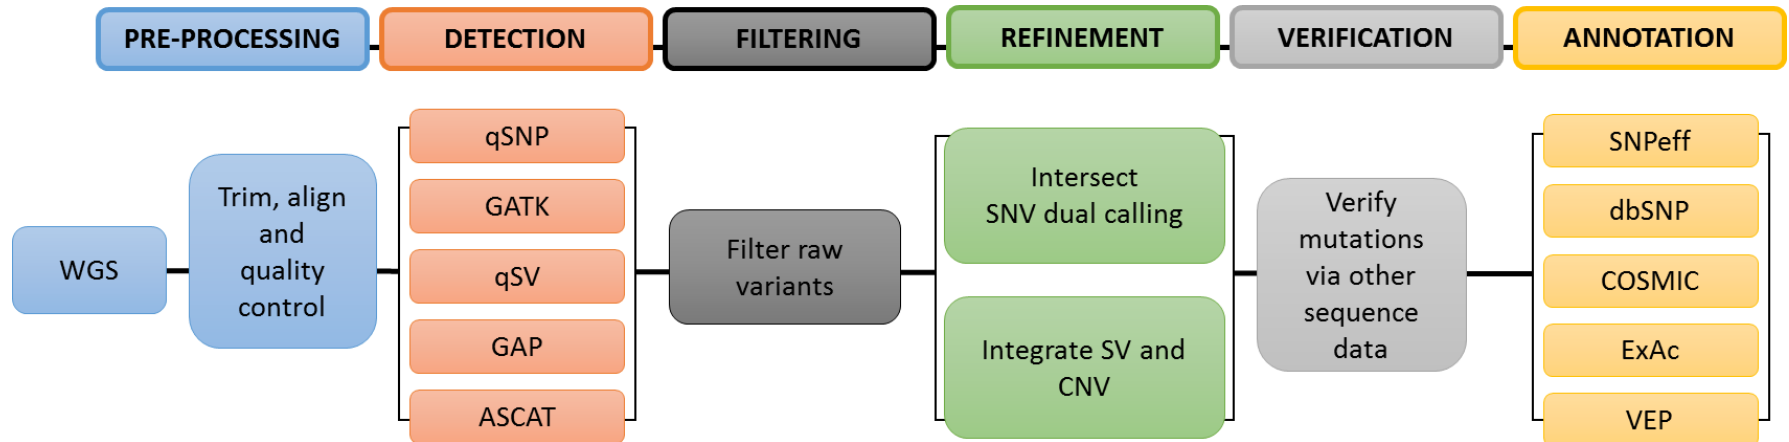 PRE-PROCESSING
DETECTION
FILTERING
REFINEMENT
VERIFICATION
ANNOTATION
WGS
Trim, align
and
quality
control
qSNP
GATK
qSV
GAP
ASCAT
Filter raw
variants
Intersect
SNV dual calling
Integrate SV and
CNV
Verify
mutations
via other
sequence
data
SNPeff
dbSNP
COSMIC
ExAc
VEP